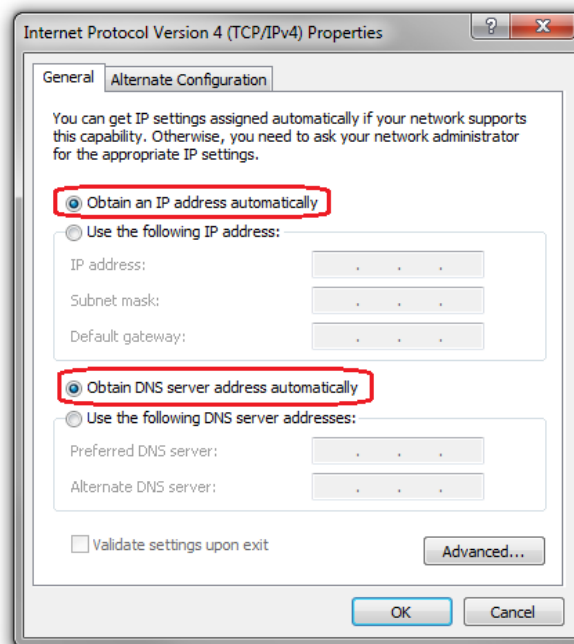 Internet Protocol Version 4 (TCP/IPv4) Properties
?
General
Alternate Configuration
You can get IP settings assigned automatically if your network supports
this capability. Otherwise, you need to ask your network administrator
for the appropriate IP settings.
Obtain an IP address automatically
Use the following IP address:
IP address:
. . .
Subnet mask:
. . .
Default gateway:
. . .
Obtain DNS server address automatically
Use the following DNS server addresses:
Preferred DNS server:
. . .
Alternate DNS server:
. . .
Validate settings upon exit
Advanced...
OK
Cancel